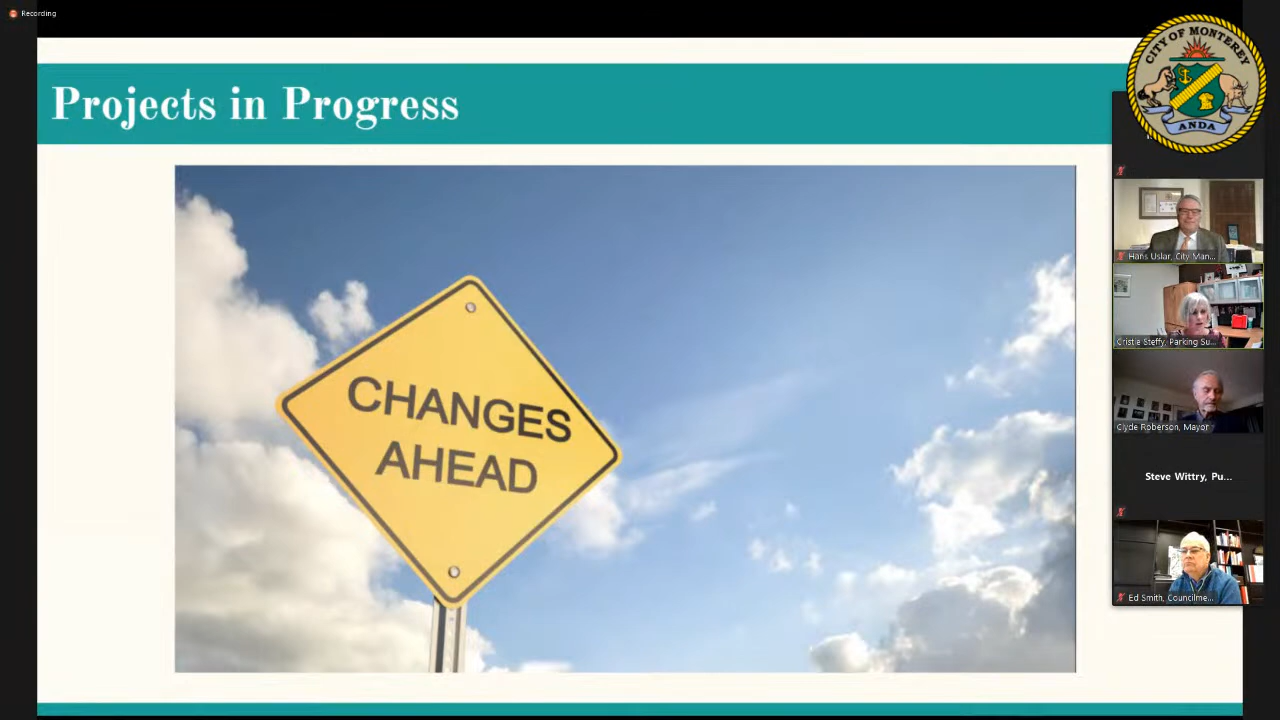 Recording
Projects in Progress
CITY OF MONTEREY
ANDA
CHANGES
AHEAD
Hans Uslar, City Man...
Cristie Steffy, Parking Su...
Clyde Roberson, Mayor
Steve Wittry, Pu...
Ed Smith, Councilme...